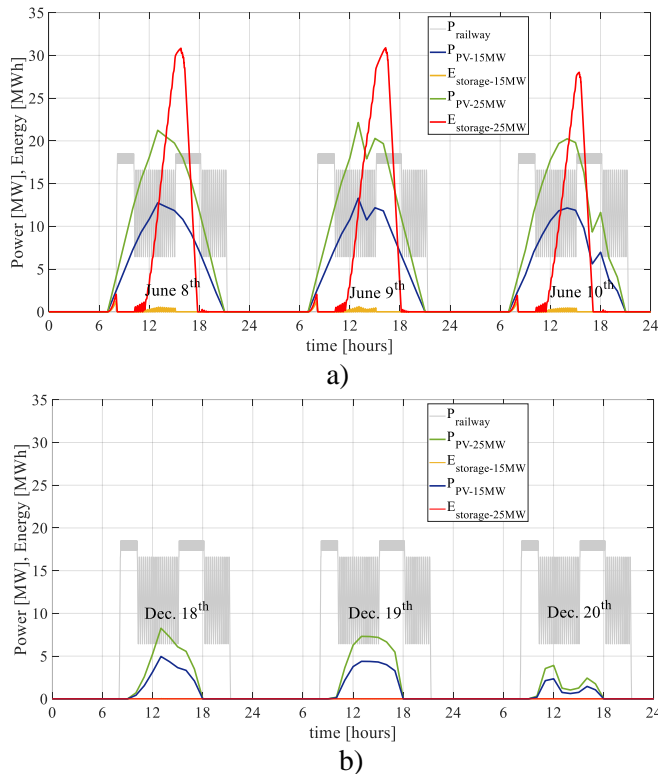 35
30
25
20
15
10
5
0
Power [MW], Energy [MWh]
P_railway
P_PV-15MW
E_storage-15MW
P_PV-25MW
E_storage-25MW
June 8th
June 9th
June 10th
0 6 12 18 24 6 12 18 24 6 12 18 24
time [hours]
a)
35
30
25
20
15
10
5
0
Power [MW], Energy [MWh]
P_railway
P_PV-25MW
E_storage-15MW
P_PV-15MW
E_storage-25MW
Dec. 18th
Dec. 19th
Dec. 20th
0 6 12 18 24 6 12 18 24 6 12 18 24
time [hours]
b)